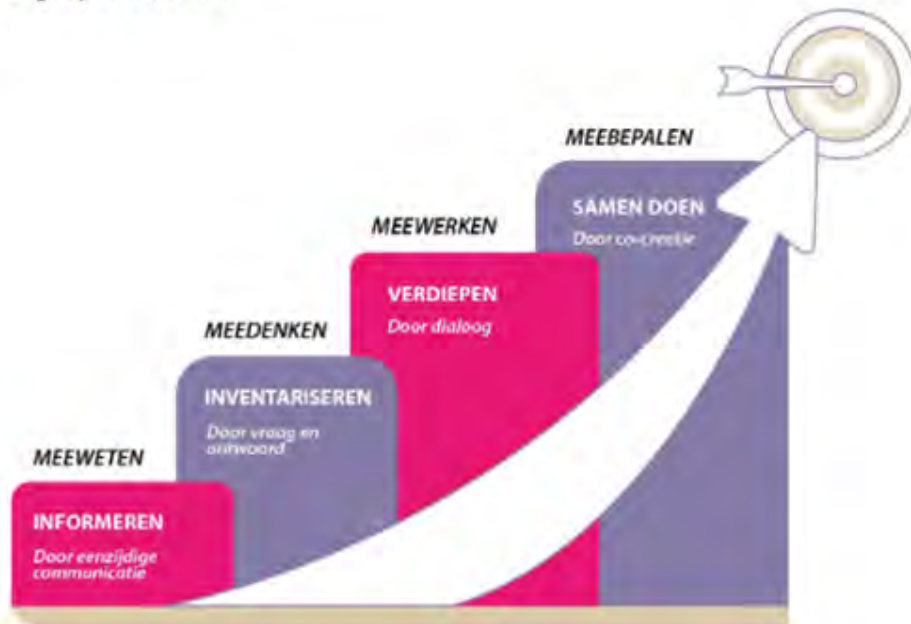 MEEBEPALEN
SAMEN DOEN
Door co-creatie
MEEWERKEN
VERDIEPEN
Door dialoog
MEEDENKEN
INVENTARISEREN
Door vraag en
antwoord
MEEWETEN
INFORMEREN
Door eenzijdige
communicatie